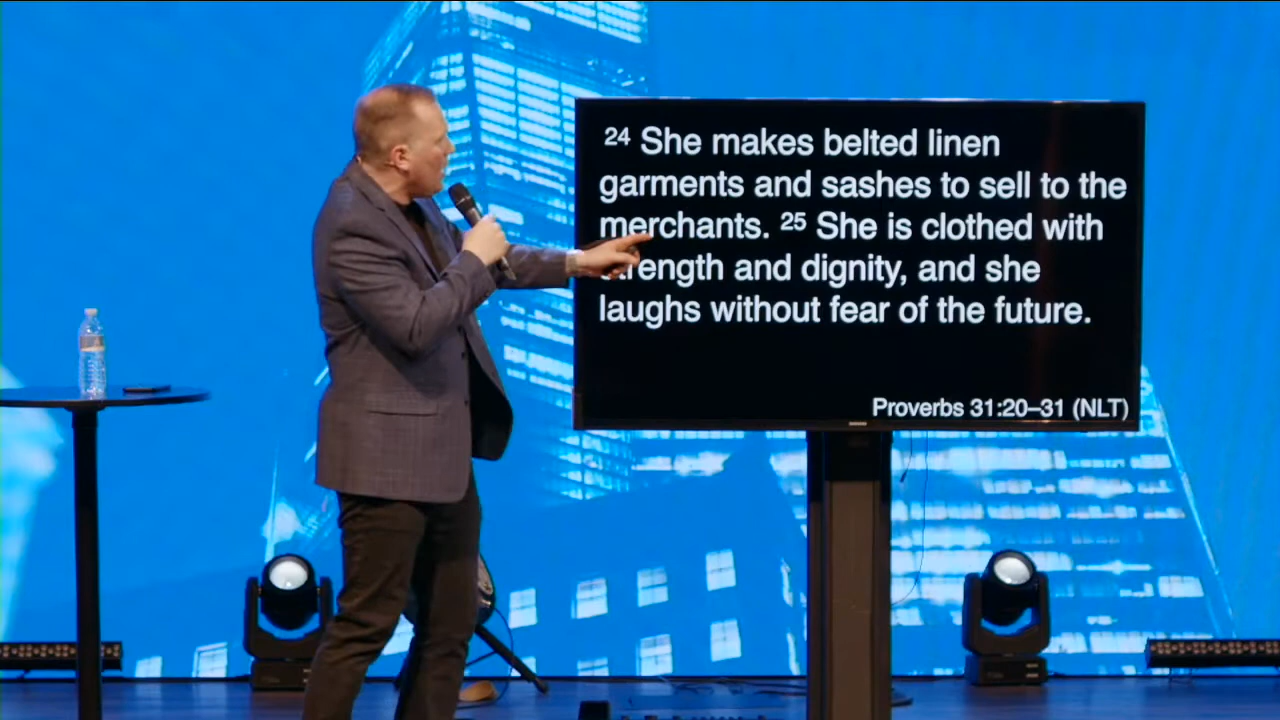 24 She makes belted linen
garments and sashes to sell to the
merchants. 25 She is clothed with
strength and dignity, and she
laughs without fear of the future.
Proverbs 31:20–31 (NLT)